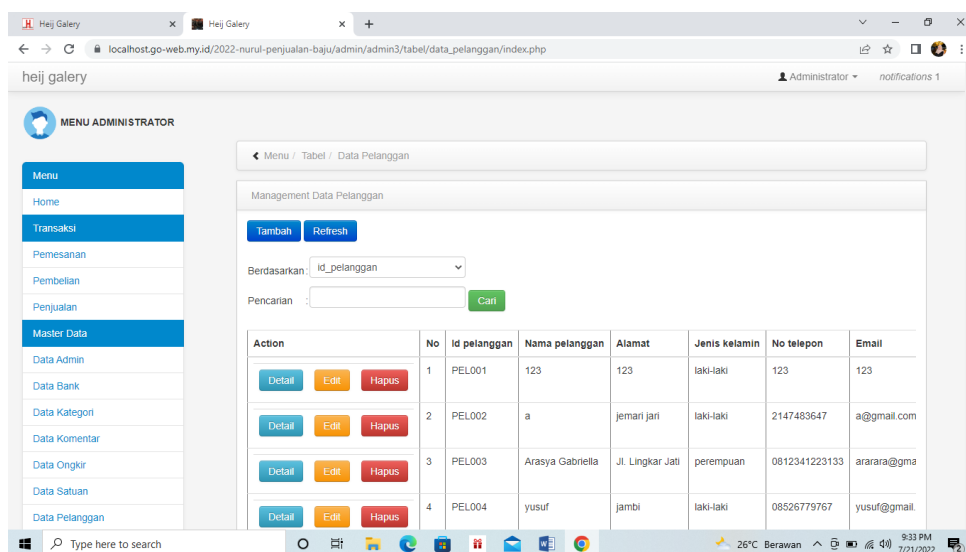 Heij Galery
Heij Galery
localhost.go-web.my.id/2022-nurul-penjualan-baju/admin/admin3/tabel/data_pelanggan/index.php
heij galery
Administrator
notifications 1
MENU ADMINISTRATOR
Menu
Home
Transaksi
Pemesanan
Pembelian
Penjualan
Master Data
Data Admin
Data Bank
Data Kategori
Data Komentar
Data Ongkir
Data Satuan
Data Pelanggan
Menu / Tabel / Data Pelanggan
Management Data Pelanggan
Tambah Refresh
Berdasarkan : id_pelanggan
Pencarian : Cari
Action No Id pelanggan Nama pelanggan Alamat Jenis kelamin No telepon Email
Detail Edit Hapus 1 PEL001 123 123 laki-laki 123 123
Detail Edit Hapus 2 PEL002 a jemari jari laki-laki 2147483647 a@gmail.com
Detail Edit Hapus 3 PEL003 Arasya Gabriella Jl. Lingkar Jati perempuan 0812341223133 ararara@gma
Detail Edit Hapus 4 PEL004 yusuf jambi laki-laki 08526779767 yusuf@gmail.
Type here to search
26°C Berawan
9:33 PM
7/21/2022